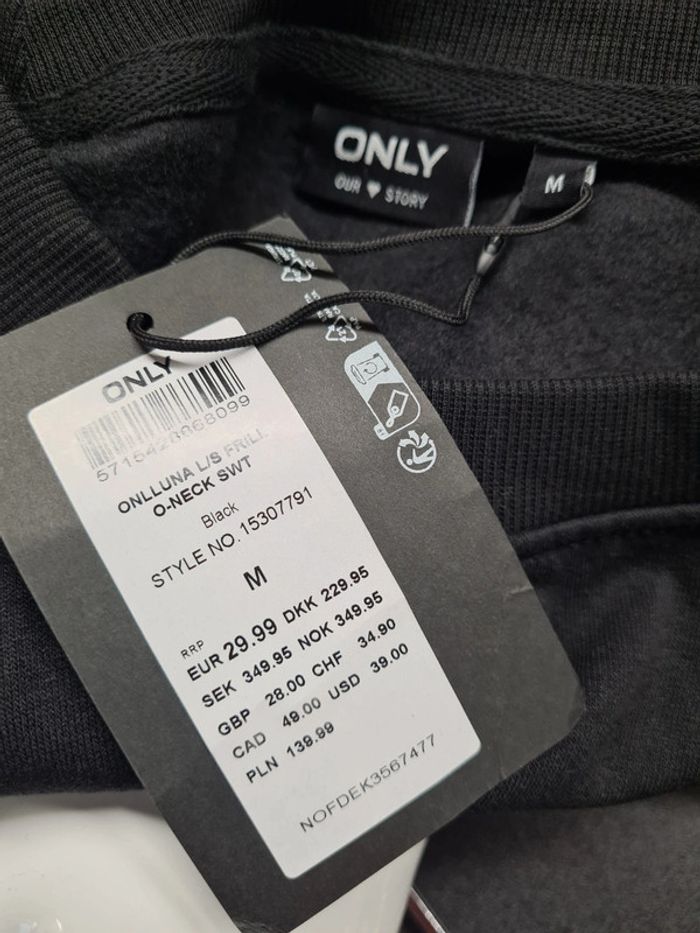 ONLY
OUR ♥ STORY
M
ONLY
5715428868099
ONLLUNA L/S FRILL
O-NECK SWT
Black
STYLE NO.15307791
M
RRP
EUR 29.99 DKK 229.95
SEK 349.95 NOK 349.95
GBP 28.00 CHF 34.90
CAD 49.00 USD 39.00
PLN 139.99
NOFDEK3567477